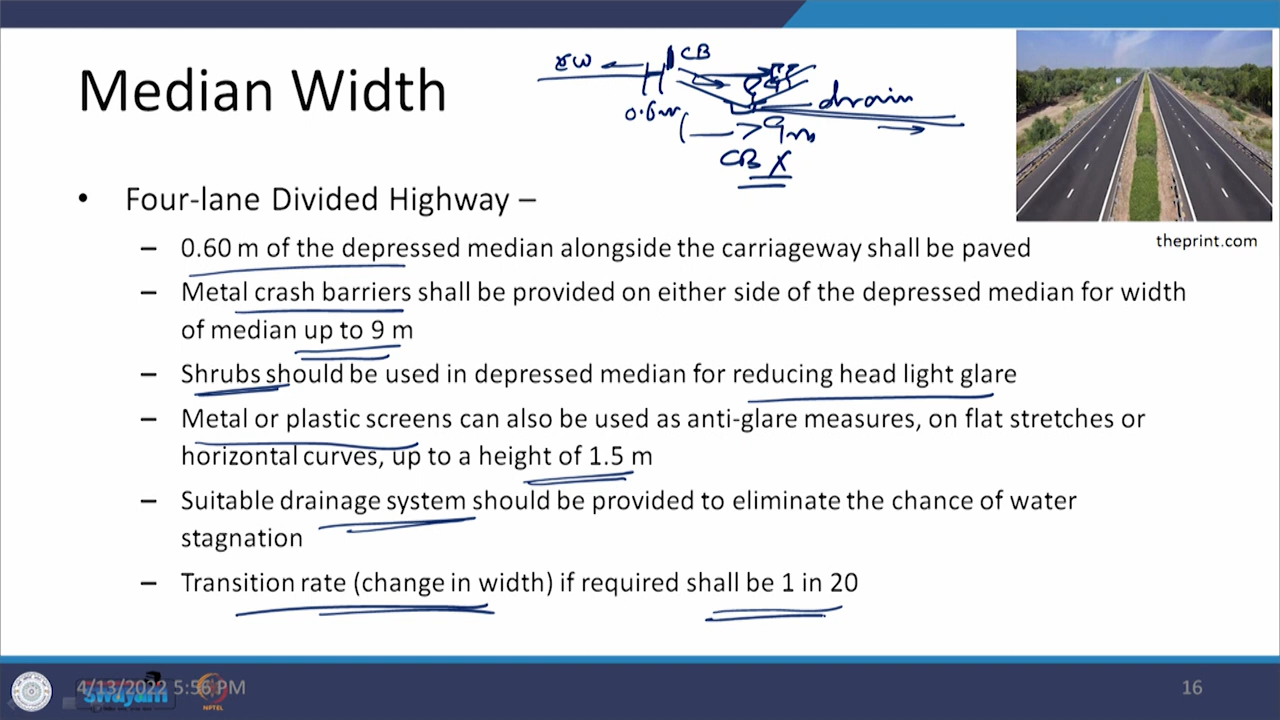 Median Width
रW
CB
0.6m
drain
>9m
CB X
theprint.com
• Four-lane Divided Highway –
– 0.60 m of the depressed median alongside the carriageway shall be paved
– Metal crash barriers shall be provided on either side of the depressed median for width
of median up to 9 m
– Shrubs should be used in depressed median for reducing head light glare
– Metal or plastic screens can also be used as anti-glare measures, on flat stretches or
horizontal curves, up to a height of 1.5 m
– Suitable drainage system should be provided to eliminate the chance of water
stagnation
– Transition rate (change in width) if required shall be 1 in 20
4/13/2022 5:56 PM
swayam
NPTEL
16